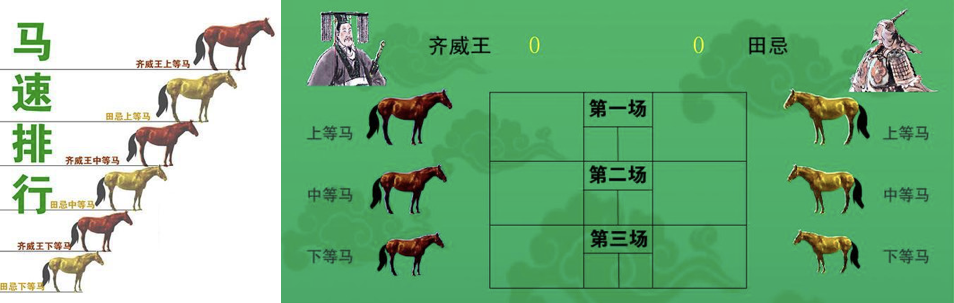 马速排行
齐威王上等马
田忌上等马
齐威王中等马
田忌中等马
齐威王下等马
田忌下等马
齐威王 0 0 田忌
上等马 第一场 上等马
中等马 第二场 中等马
下等马 第三场 下等马